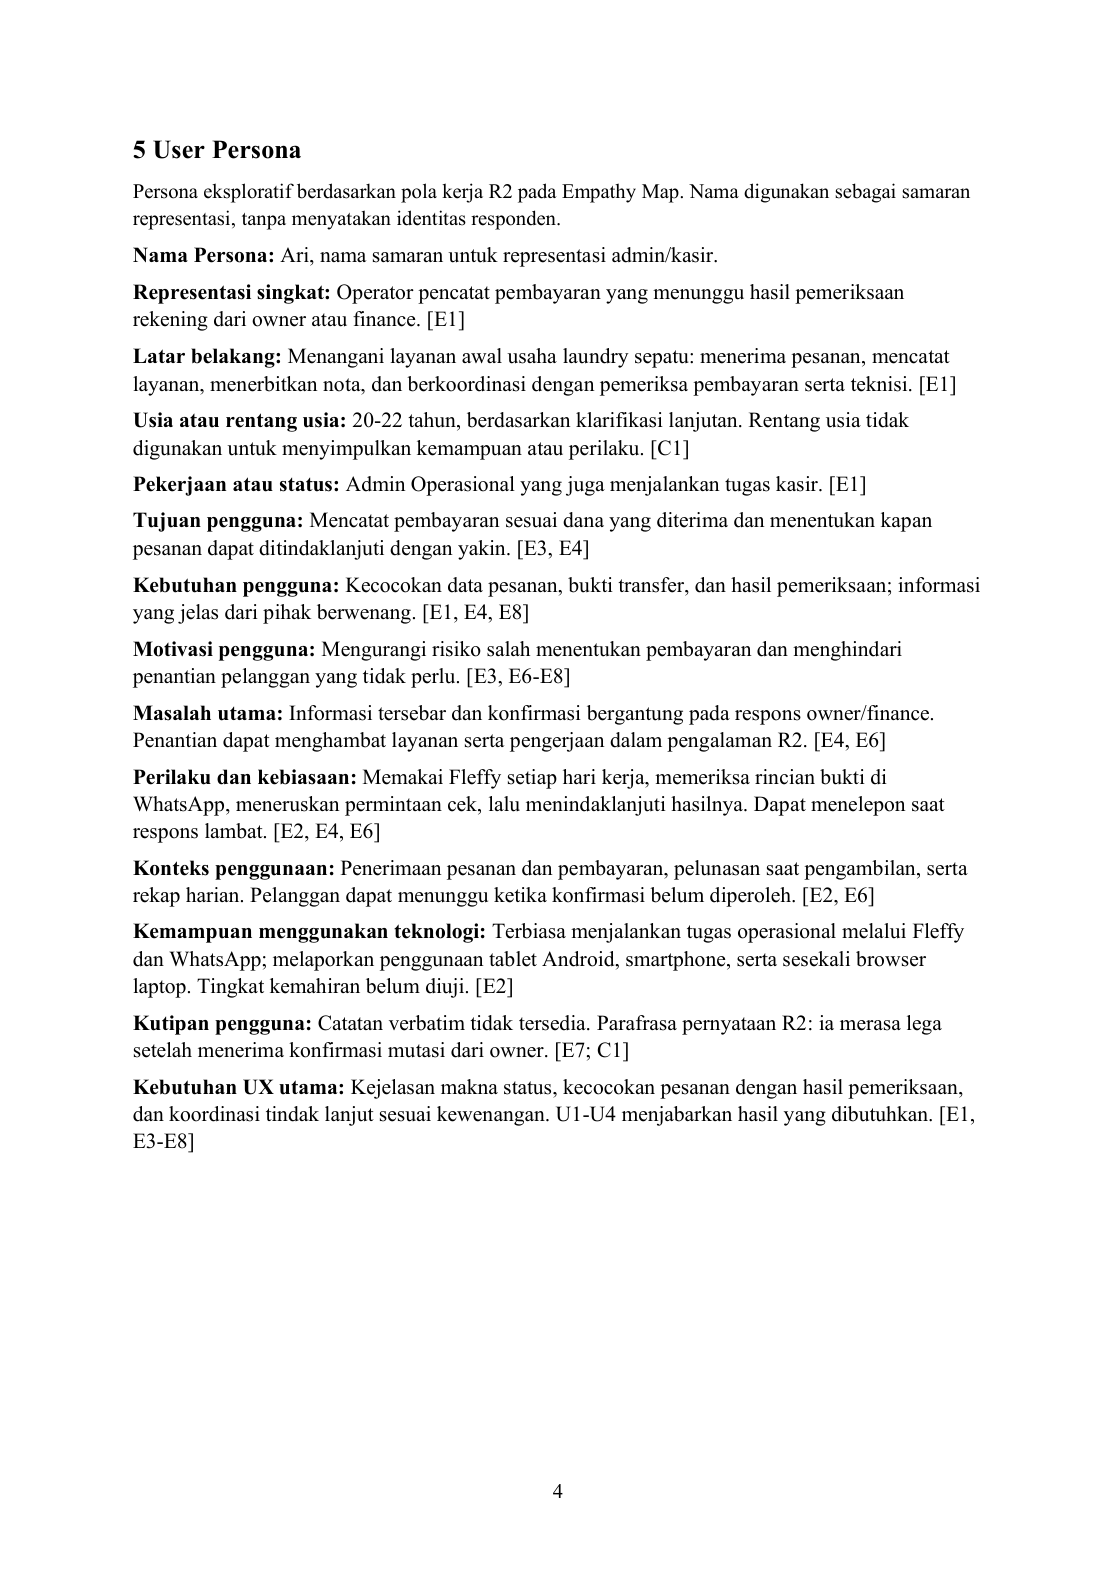 5 User Persona
Persona eksploratif berdasarkan pola kerja R2 pada Empathy Map. Nama digunakan sebagai samaran
representasi, tanpa menyatakan identitas responden.
Nama Persona: Ari, nama samaran untuk representasi admin/kasir.
Representasi singkat: Operator pencatat pembayaran yang menunggu hasil pemeriksaan
rekening dari owner atau finance. [E1]
Latar belakang: Menangani layanan awal usaha laundry sepatu: menerima pesanan, mencatat
layanan, menerbitkan nota, dan berkoordinasi dengan pemeriksa pembayaran serta teknisi. [E1]
Usia atau rentang usia: 20-22 tahun, berdasarkan klarifikasi lanjutan. Rentang usia tidak
digunakan untuk menyimpulkan kemampuan atau perilaku. [C1]
Pekerjaan atau status: Admin Operasional yang juga menjalankan tugas kasir. [E1]
Tujuan pengguna: Mencatat pembayaran sesuai dana yang diterima dan menentukan kapan
pesanan dapat ditindaklanjuti dengan yakin. [E3, E4]
Kebutuhan pengguna: Kecocokan data pesanan, bukti transfer, dan hasil pemeriksaan; informasi
yang jelas dari pihak berwenang. [E1, E4, E8]
Motivasi pengguna: Mengurangi risiko salah menentukan pembayaran dan menghindari
penantian pelanggan yang tidak perlu. [E3, E6-E8]
Masalah utama: Informasi tersebar dan konfirmasi bergantung pada respons owner/finance.
Penantian dapat menghambat layanan serta pengerjaan dalam pengalaman R2. [E4, E6]
Perilaku dan kebiasaan: Memakai Fleffy setiap hari kerja, memeriksa rincian bukti di
WhatsApp, meneruskan permintaan cek, lalu menindaklanjuti hasilnya. Dapat menelepon saat
respons lambat. [E2, E4, E6]
Konteks penggunaan: Penerimaan pesanan dan pembayaran, pelunasan saat pengambilan, serta
rekap harian. Pelanggan dapat menunggu ketika konfirmasi belum diperoleh. [E2, E6]
Kemampuan menggunakan teknologi: Terbiasa menjalankan tugas operasional melalui Fleffy
dan WhatsApp; melaporkan penggunaan tablet Android, smartphone, serta sesekali browser
laptop. Tingkat kemahiran belum diuji. [E2]
Kutipan pengguna: Catatan verbatim tidak tersedia. Parafrasa pernyataan R2: ia merasa lega
setelah menerima konfirmasi mutasi dari owner. [E7; C1]
Kebutuhan UX utama: Kejelasan makna status, kecocokan pesanan dengan hasil pemeriksaan,
dan koordinasi tindak lanjut sesuai kewenangan. U1-U4 menjabarkan hasil yang dibutuhkan. [E1,
E3-E8]
4